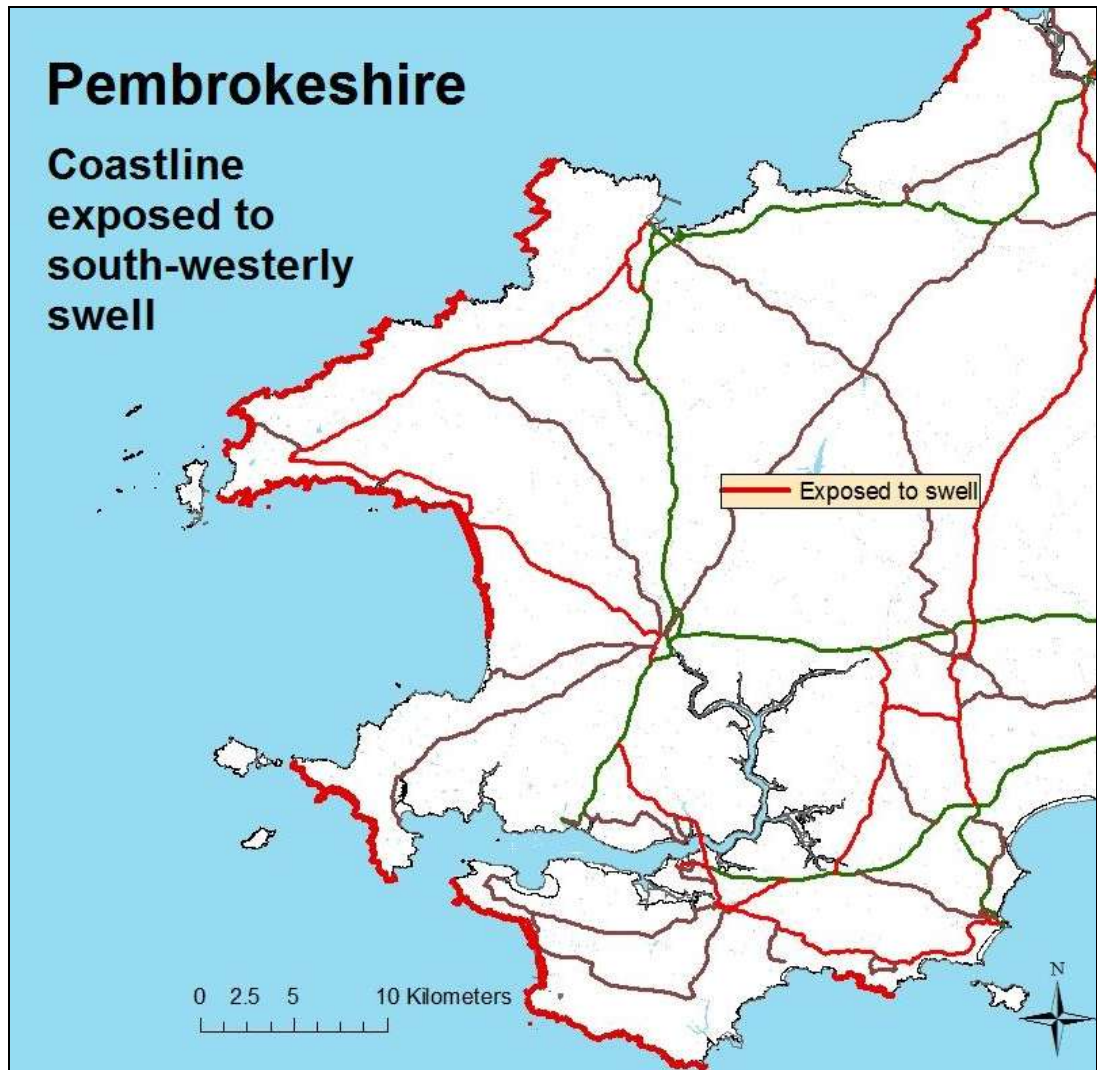 Pembrokeshire
Coastline
exposed to
south-westerly
swell
Exposed to swell
0 2.5 5 10 Kilometers
N